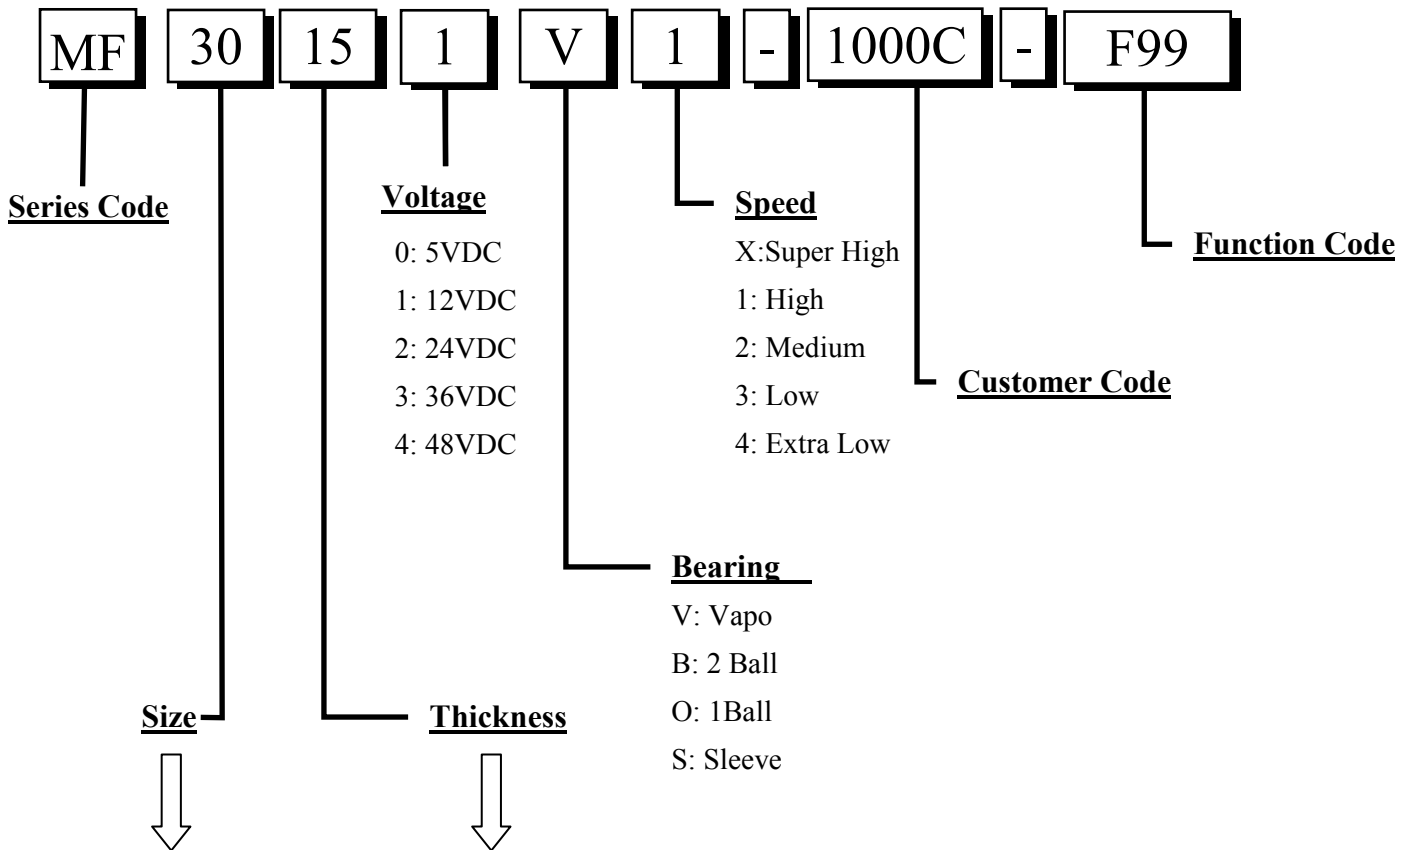 MF 30 15 1 V 1 - 1000C - F99
Series Code
Voltage
0: 5VDC
1: 12VDC
2: 24VDC
3: 36VDC
4: 48VDC
Speed
X:Super High
1: High
2: Medium
3: Low
4: Extra Low
Function Code
Customer Code
Bearing
V: Vapo
B: 2 Ball
O: 1Ball
S: Sleeve
Size
Thickness